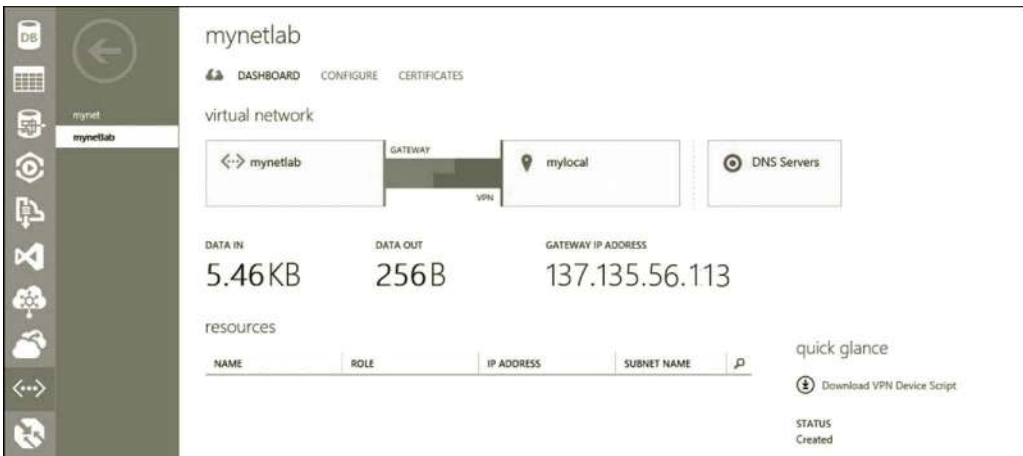 DB
mynet
mynetlab
mynetlab
DASHBOARD CONFIGURE CERTIFICATES
virtual network
mynetlab
GATEWAY
VPN
mylocal
DNS Servers
DATA IN DATA OUT GATEWAY IP ADDRESS
5.46KB 256B 137.135.56.113
resources
NAME ROLE IP ADDRESS SUBNET NAME
quick glance
Download VPN Device Script
STATUS
Created